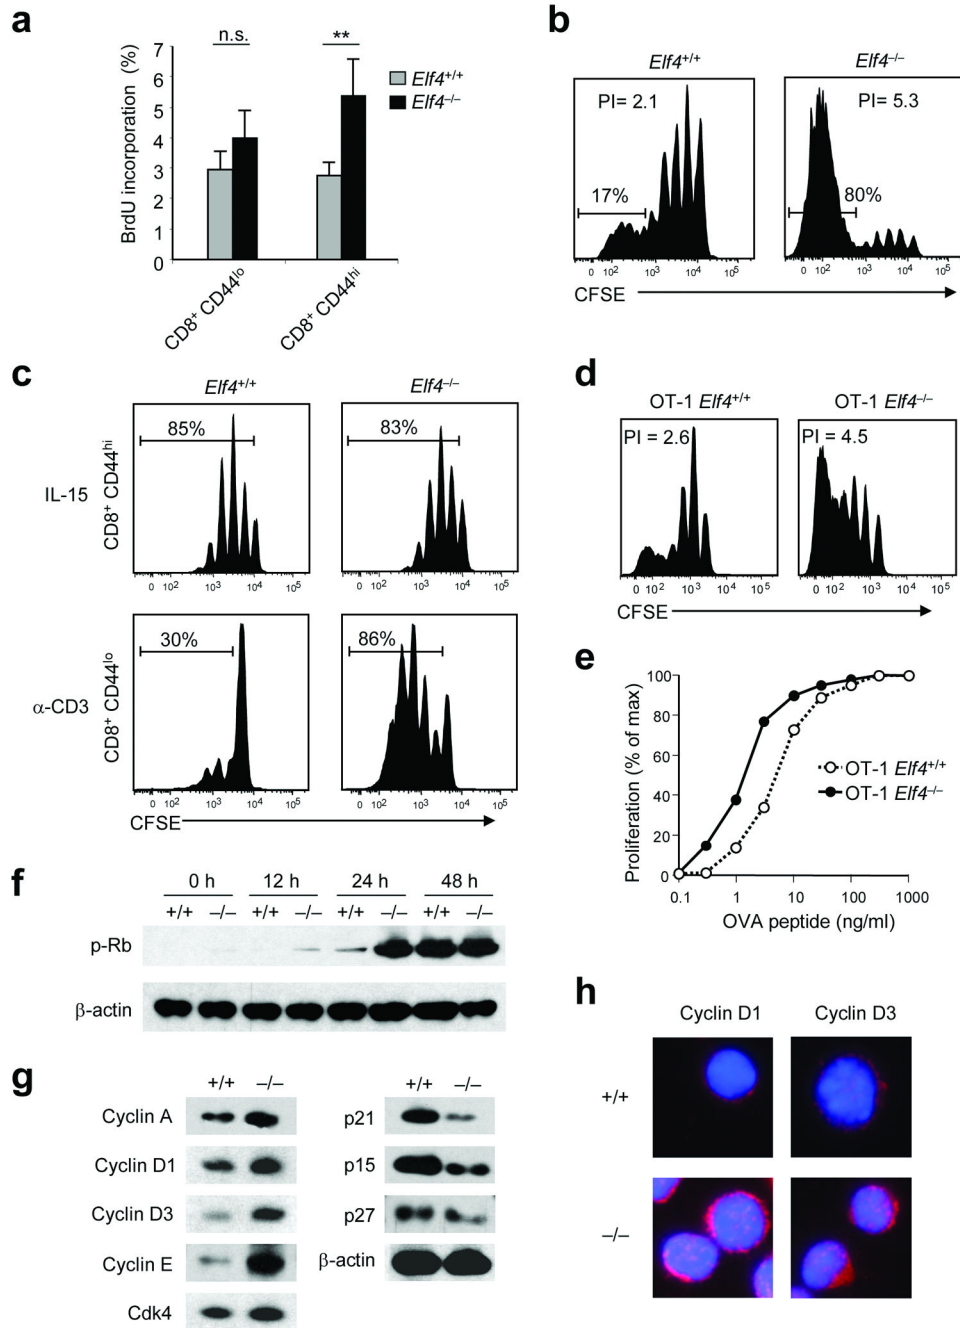 a
n.s.
**
BrdU incorporation (%)
7
6
5
4
3
2
1
0
Elf4+/+
Elf4–/–
CD8+ CD44lo
CD8+ CD44hi
b
Elf4+/+
Elf4–/–
PI= 2.1
PI= 5.3
17%
80%
0 10² 10³ 10⁴ 10⁵
0 10² 10³ 10⁴ 10⁵
CFSE
c
Elf4+/+
Elf4–/–
IL-15
CD8+ CD44hi
85%
83%
0 10² 10³ 10⁴ 10⁵
0 10² 10³ 10⁴ 10⁵
α-CD3
CD8+ CD44lo
30%
86%
0 10² 10³ 10⁴ 10⁵
0 10² 10³ 10⁴ 10⁵
CFSE
d
OT-1 Elf4+/+
OT-1 Elf4–/–
PI = 2.6
PI = 4.5
0 10² 10³ 10⁴ 10⁵
0 10² 10³ 10⁴ 10⁵
CFSE
e
Proliferation (% of max)
100
80
60
40
20
0
OT-1 Elf4+/+
OT-1 Elf4–/–
0.1 1 10 100 1000
OVA peptide (ng/ml)
f
0 h 12 h 24 h 48 h
+/+ –/– +/+ –/– +/+ –/– +/+ –/–
p-Rb
β-actin
g
+/+ –/–
Cyclin A
Cyclin D1
Cyclin D3
Cyclin E
Cdk4
+/+ –/–
p21
p15
p27
β-actin
h
Cyclin D1 Cyclin D3
+/+
–/–